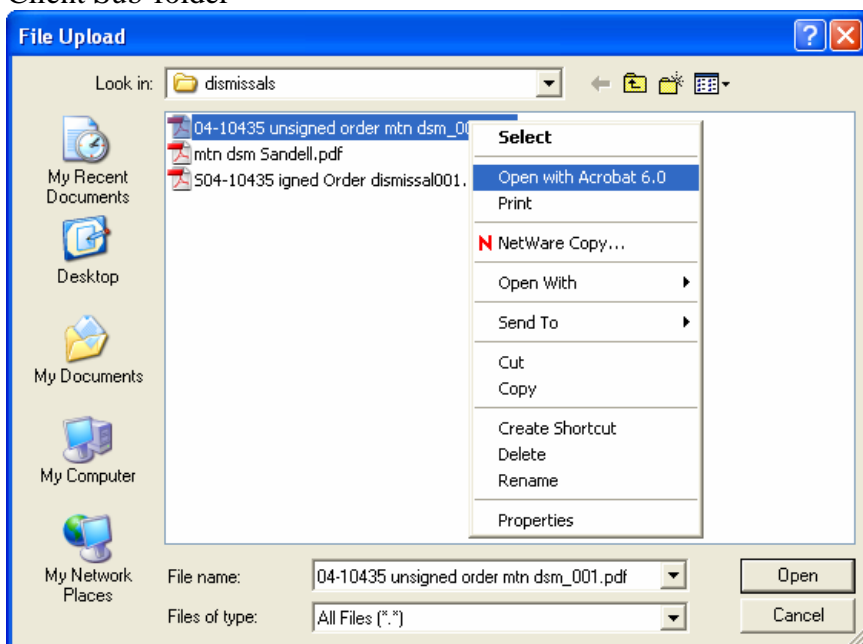 Client Sub-folder
File Upload
Look in: dismissals
04-10435 unsigned order mtn dsm_00
mtn dsm Sandell.pdf
S04-10435 igned Order dismissal001.
Select
Open with Acrobat 6.0
Print
N NetWare Copy...
Open With
Send To
Cut
Copy
Create Shortcut
Delete
Rename
Properties
My Recent
Documents
Desktop
My Documents
My Computer
My Network
Places
File name: 04-10435 unsigned order mtn dsm_001.pdf Open
Files of type: All Files (*.*) Cancel